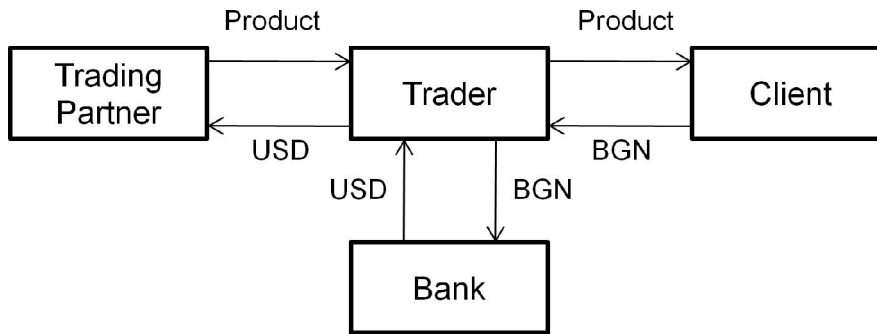 Product
Product
Trading
Partner
Trader
Client
USD
BGN
USD
BGN
Bank